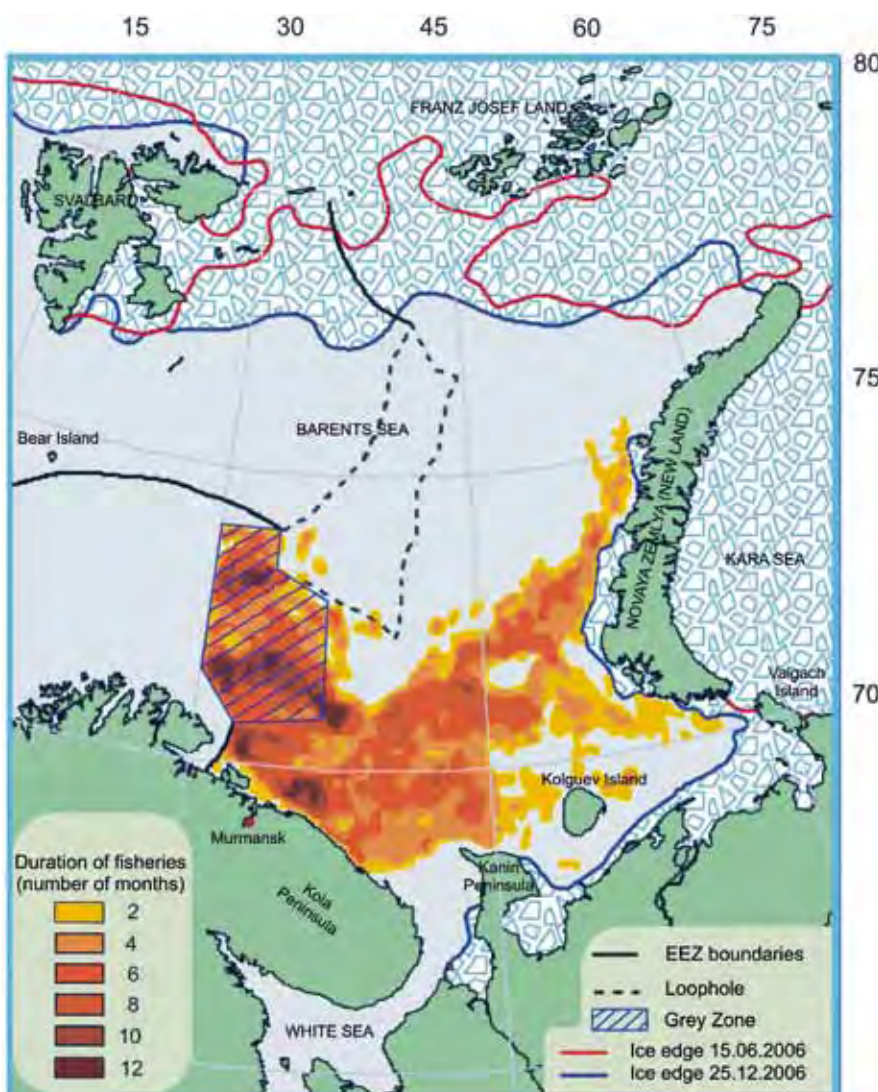 15 30 45 60 75
80
FRANZ JOSEF LAND
SVALBARD
75
BARENTS SEA
Bear Island
NOVAYA ZEMLYA (NEW LAND)
KARA SEA
Vaigach
Island
70
Kolguev Island
Murmansk
Kanin
Peninsula
Kola
Peninsula
WHITE SEA
Duration of fisheries
(number of months)
2
4
6
8
10
12
EEZ boundaries
Loophole
Grey Zone
Ice edge 15.06.2006
Ice edge 25.12.2006